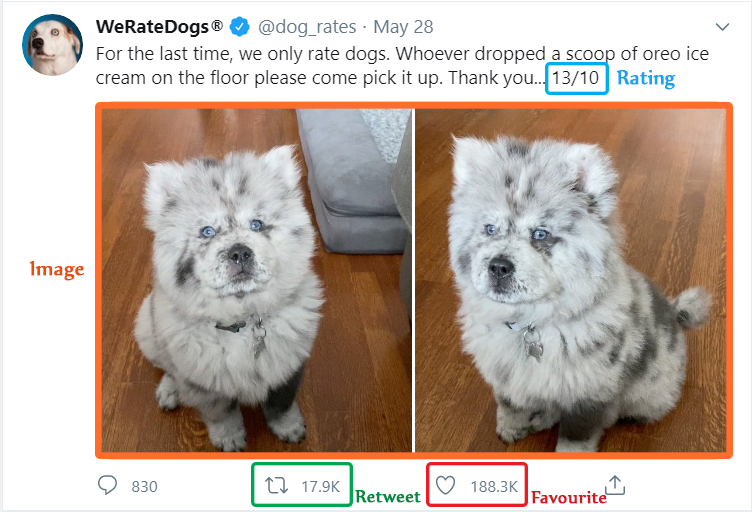 WeRateDogs® @dog_rates · May 28
For the last time, we only rate dogs. Whoever dropped a scoop of oreo ice
cream on the floor please come pick it up. Thank you...13/10 Rating
Image
830 17.9K Retweet 188.3K Favourite